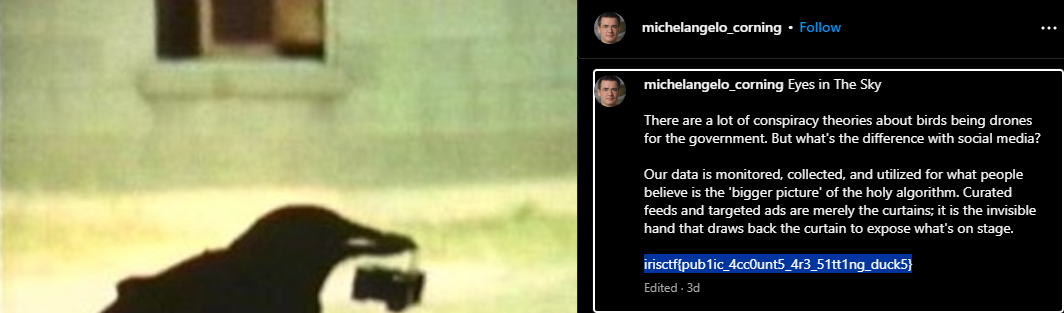 michelangelo_corning • Follow
michelangelo_corning Eyes in The Sky
There are a lot of conspiracy theories about birds being drones
for the government. But what's the difference with social media?
Our data is monitored, collected, and utilized for what people
believe is the 'bigger picture' of the holy algorithm. Curated
feeds and targeted ads are merely the curtains; it is the invisible
hand that draws back the curtain to expose what's on stage.
irisctf{pub1ic_4cc0unt5_4r3_51tt1ng_duck5}
Edited · 3d